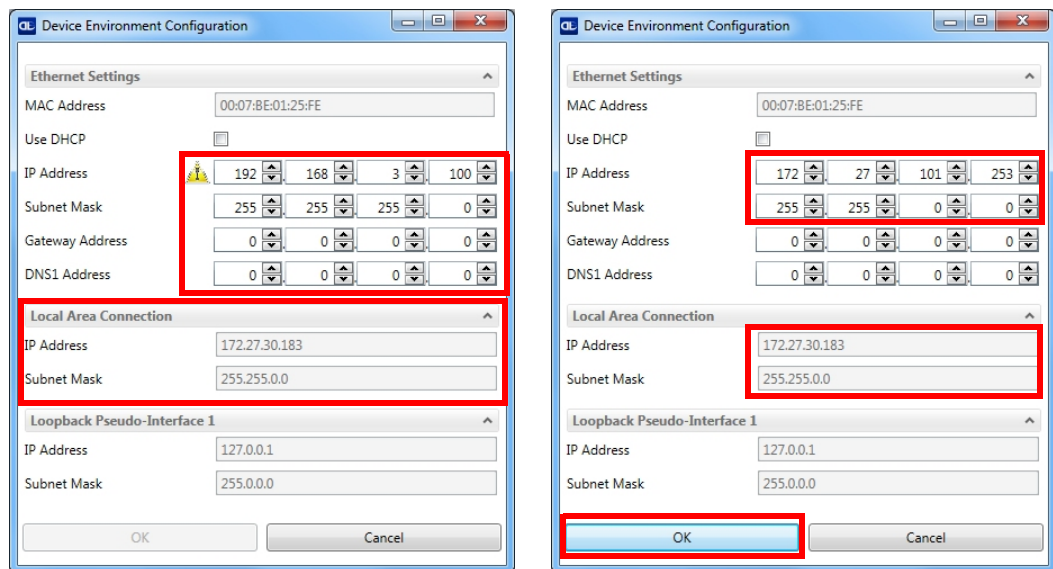 Device Environment Configuration
Ethernet Settings
MAC Address 00:07:BE:01:25:FE
Use DHCP
IP Address 192 . 168 . 3 . 100
Subnet Mask 255 . 255 . 255 . 0
Gateway Address 0 . 0 . 0 . 0
DNS1 Address 0 . 0 . 0 . 0
Local Area Connection
IP Address 172.27.30.183
Subnet Mask 255.255.0.0
Loopback Pseudo-Interface 1
IP Address 127.0.0.1
Subnet Mask 255.0.0.0
OK Cancel
Device Environment Configuration
Ethernet Settings
MAC Address 00:07:BE:01:25:FE
Use DHCP
IP Address 172 . 27 . 101 . 253
Subnet Mask 255 . 255 . 0 . 0
Gateway Address 0 . 0 . 0 . 0
DNS1 Address 0 . 0 . 0 . 0
Local Area Connection
IP Address 172.27.30.183
Subnet Mask 255.255.0.0
Loopback Pseudo-Interface 1
IP Address 127.0.0.1
Subnet Mask 255.0.0.0
OK Cancel